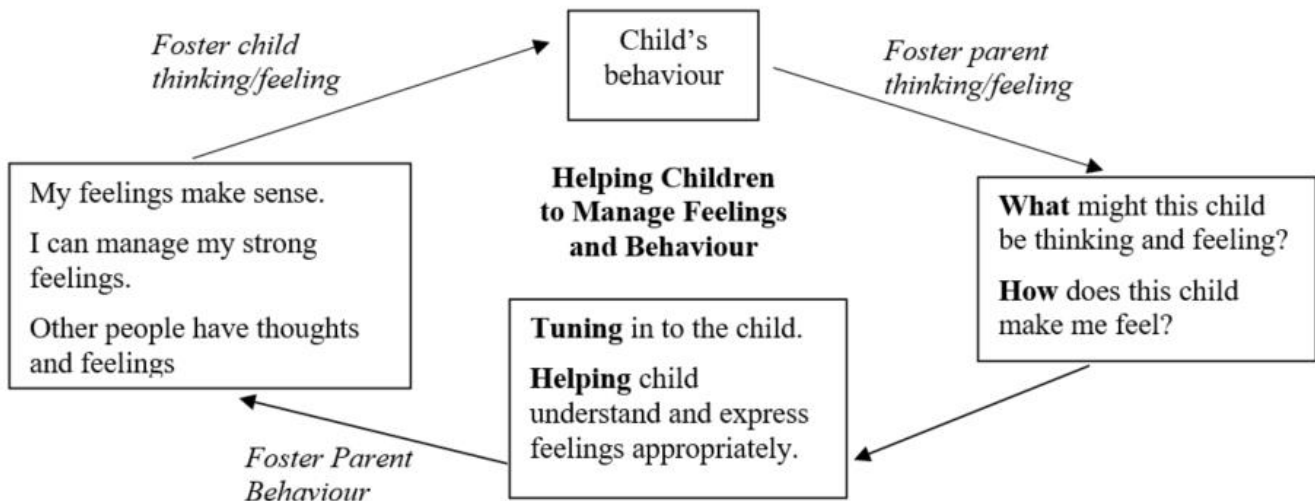 Foster child
thinking/feeling
Child’s
behaviour
Foster parent
thinking/feeling
My feelings make sense.
I can manage my strong
feelings.
Other people have thoughts
and feelings
Helping Children
to Manage Feelings
and Behaviour
What might this child
be thinking and feeling?
How does this child
make me feel?
Tuning in to the child.
Helping child
understand and express
feelings appropriately.
Foster Parent
Behaviour